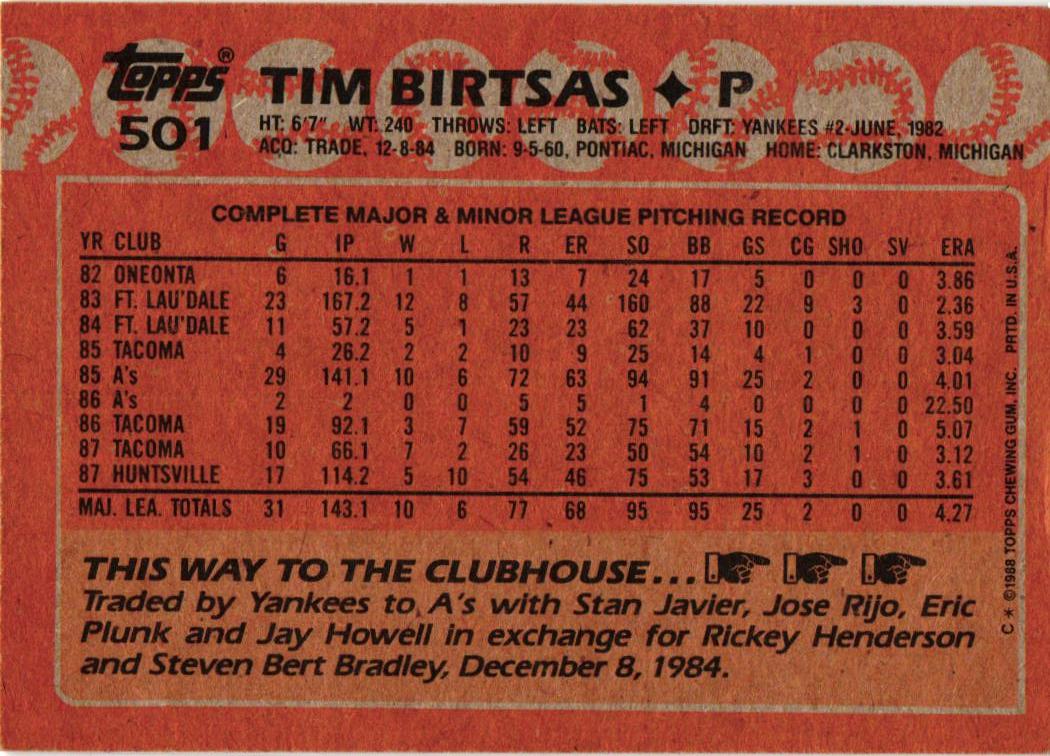 Topps®
501
TIM BIRTSAS ✦ P
HT: 6'7" WT: 240 THROWS: LEFT BATS: LEFT DRFT: YANKEES #2-JUNE, 1982
ACQ: TRADE, 12-8-84 BORN: 9-5-60, PONTIAC, MICHIGAN HOME: CLARKSTON, MICHIGAN
COMPLETE MAJOR & MINOR LEAGUE PITCHING RECORD
YR CLUB G IP W L R ER SO BB GS CG SHO SV ERA
82 ONEONTA 6 16.1 1 1 13 7 24 17 5 0 0 0 3.86
83 FT. LAU'DALE 23 167.2 12 8 57 44 160 88 22 9 3 0 2.36
84 FT. LAU'DALE 11 57.2 5 1 23 23 62 37 10 0 0 0 3.59
85 TACOMA 4 26.2 2 2 10 9 25 14 4 1 0 0 3.04
85 A's 29 141.1 10 6 72 63 94 91 25 2 0 0 4.01
86 A's 2 2 0 0 5 5 1 4 0 0 0 0 22.50
86 TACOMA 19 92.1 3 7 59 52 75 71 15 2 1 0 5.07
87 TACOMA 10 66.1 7 2 26 23 50 54 10 2 1 0 3.12
87 HUNTSVILLE 17 114.2 5 10 54 46 75 53 17 3 0 0 3.61
MAJ. LEA. TOTALS 31 143.1 10 6 77 68 95 95 25 2 0 0 4.27
THIS WAY TO THE CLUBHOUSE...
Traded by Yankees to A's with Stan Javier, Jose Rijo, Eric
Plunk and Jay Howell in exchange for Rickey Henderson
and Steven Bert Bradley, December 8, 1984.
C * ©1988 TOPPS CHEWING GUM, INC. PRTD. IN U.S.A.